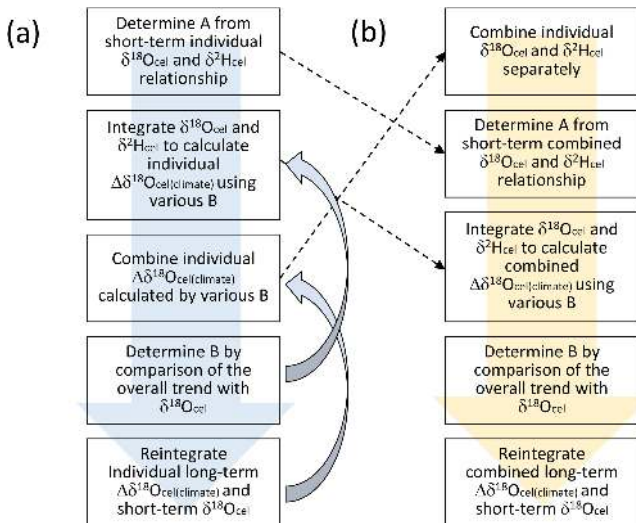 (a)
Determine A from
short-term individual
δ¹⁸Ocel and δ²Hcel
relationship
Integrate δ¹⁸Ocel and
δ²Hcel to calculate
individual
Δδ¹⁸Ocel(climate) using
various B
Combine individual
Δδ¹⁸Ocel(climate)
calculated by various B
Determine B by
comparison of the
overall trend with
δ¹⁸Ocel
Reintegrate
Individual long-term
Δδ¹⁸Ocel(climate) and
short-term δ¹⁸Ocel
(b)
Combine individual
δ¹⁸Ocel and δ²Hcel
separately
Determine A from
short-term combined
δ¹⁸Ocel and δ²Hcel
relationship
Integrate δ¹⁸Ocel and
δ²Hcel to calculate
combined
Δδ¹⁸Ocel(climate) using
various B
Determine B by
comparison of the
overall trend with
δ¹⁸Ocel
Reintegrate
combined long-term
Δδ¹⁸Ocel(climate) and
short-term δ¹⁸Ocel